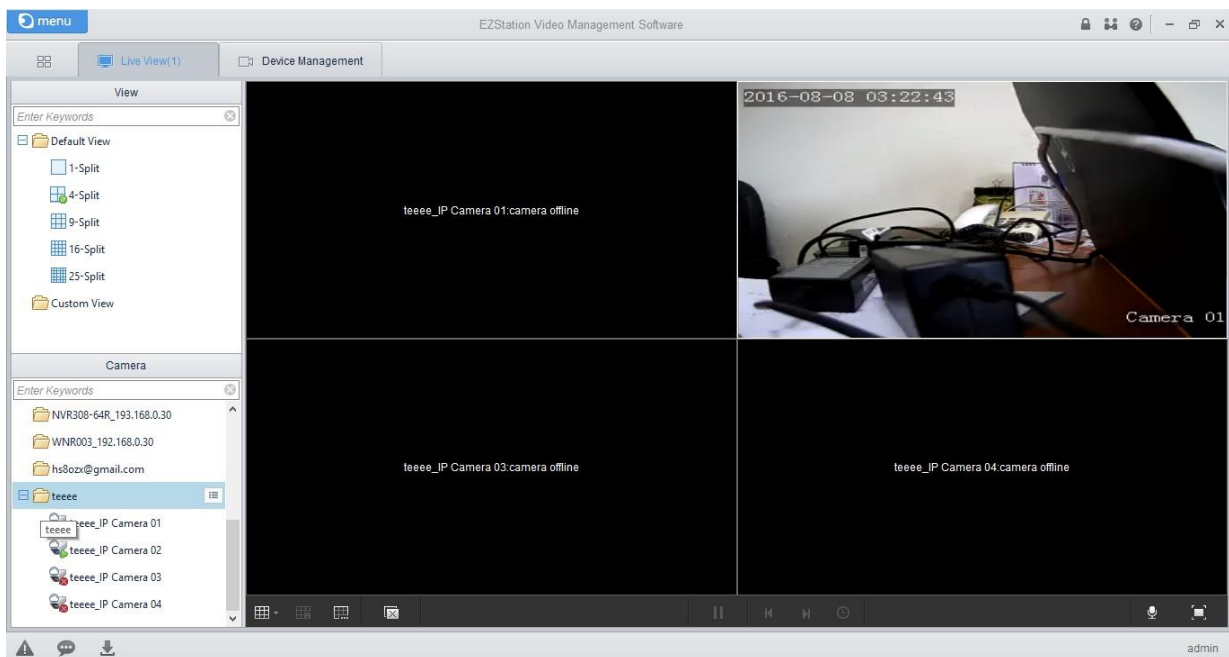 menu
EZStation Video Management Software
Live View(1)
Device Management
View
Enter Keywords
Default View
1-Split
4-Split
9-Split
16-Split
25-Split
Custom View
Camera
Enter Keywords
NVR308-64R_193.168.0.30
WNR003_192.168.0.30
hs8ozx@gmail.com
teeee
teeee
teeee_IP Camera 01
teeee_IP Camera 02
teeee_IP Camera 03
teeee_IP Camera 04
teeee_IP Camera 01:camera offline
2016-08-08 03:22:43
Camera 01
teeee_IP Camera 03:camera offline
teeee_IP Camera 04:camera offline
admin